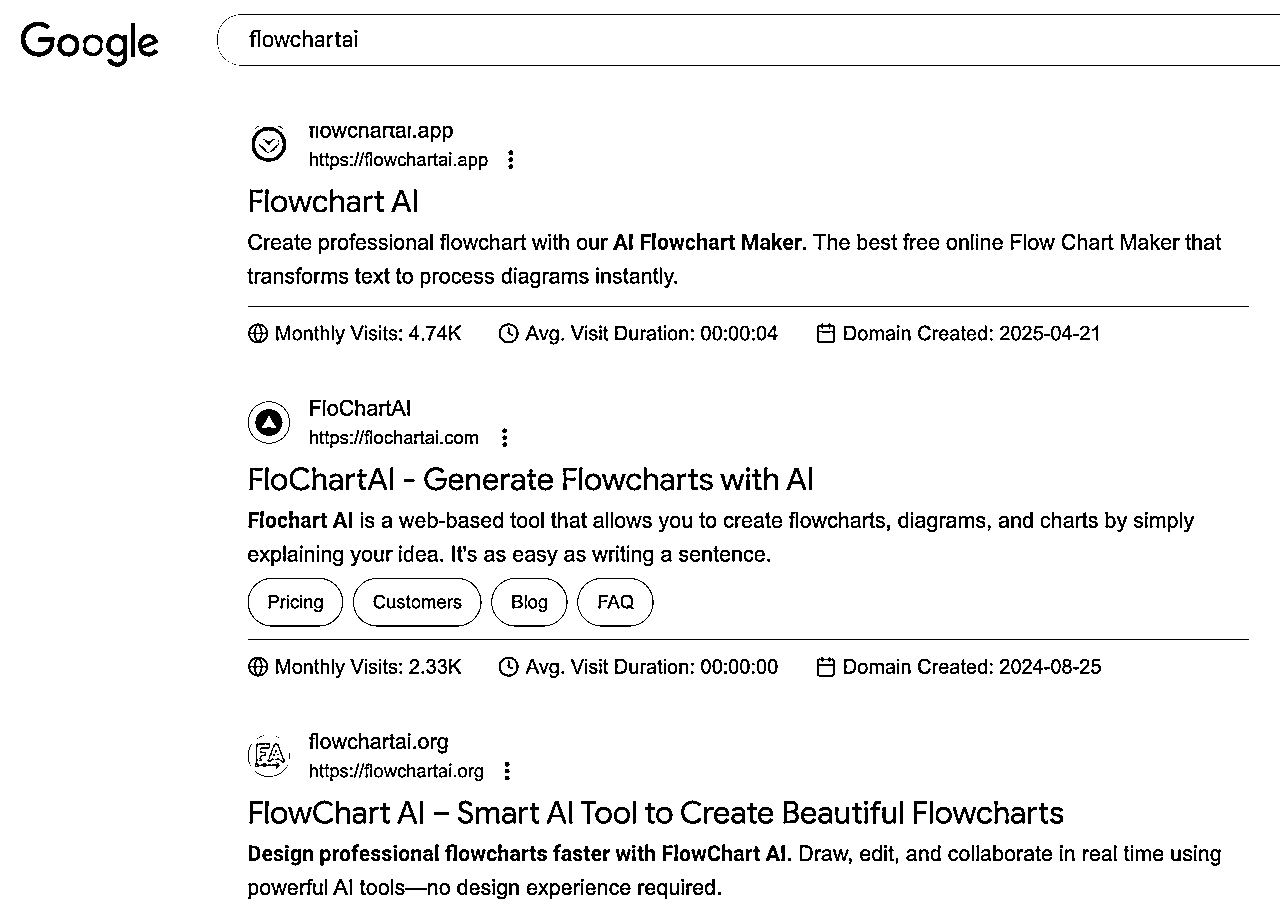 Google
flowchartai
flowchartai.app
https://flowchartai.app
Flowchart AI
Create professional flowchart with our AI Flowchart Maker. The best free online Flow Chart Maker that
transforms text to process diagrams instantly.
Monthly Visits: 4.74K Avg. Visit Duration: 00:00:04 Domain Created: 2025-04-21
FloChartAI
https://flochartai.com
FloChartAI - Generate Flowcharts with AI
Flochart AI is a web-based tool that allows you to create flowcharts, diagrams, and charts by simply
explaining your idea. It's as easy as writing a sentence.
Pricing Customers Blog FAQ
Monthly Visits: 2.33K Avg. Visit Duration: 00:00:00 Domain Created: 2024-08-25
FA
flowchartai.org
https://flowchartai.org
FlowChart AI – Smart AI Tool to Create Beautiful Flowcharts
Design professional flowcharts faster with FlowChart AI. Draw, edit, and collaborate in real time using
powerful AI tools—no design experience required.